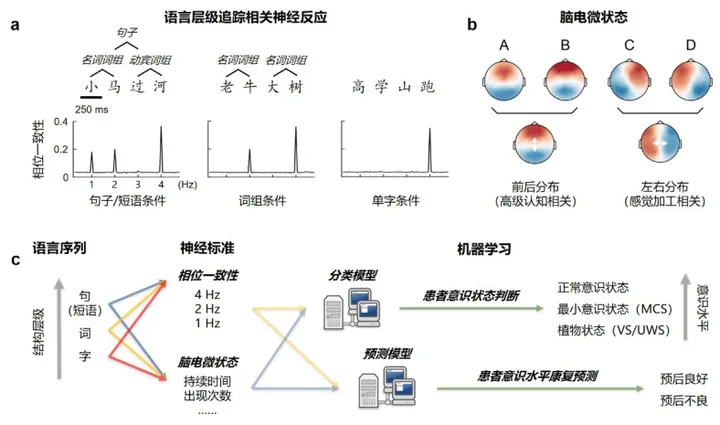 a
语言层级追踪相关神经反应
句子
名词词组 动宾词组
小 马 过 河
250 ms
名词词组 名词词组
老 牛 大 树
高 学 山 跑
相位一致性
0.4
0.2
0
1 2 3 4 (Hz)
句子/短语条件
词组条件
单字条件
b
脑电微状态
A B C D
前后分布
(高级认知相关)
左右分布
(感觉加工相关)
c
语言序列
结构层级
句
(短语)
词
字
神经标准
相位一致性
4 Hz
2 Hz
1 Hz
脑电微状态
持续时间
出现次数
……
机器学习
分类模型
患者意识状态判断
正常意识状态
最小意识状态（MCS）
植物状态（VS/UWS）
意识水平
预测模型
患者意识水平康复预测
预后良好
预后不良